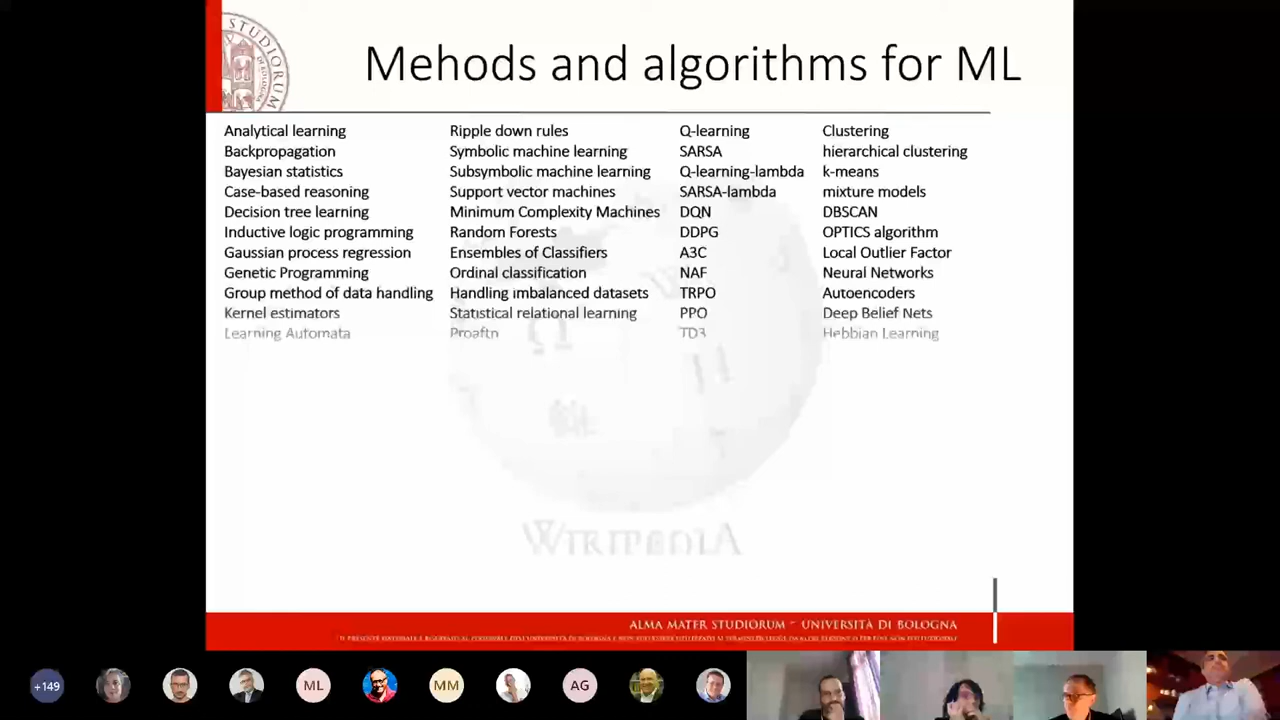 STUDIORUM
Mehods and algorithms for ML
Analytical learning
Backpropagation
Bayesian statistics
Case-based reasoning
Decision tree learning
Inductive logic programming
Gaussian process regression
Genetic Programming
Group method of data handling
Kernel estimators
Learning Automata
Ripple down rules
Symbolic machine learning
Subsymbolic machine learning
Support vector machines
Minimum Complexity Machines
Random Forests
Ensembles of Classifiers
Ordinal classification
Handling imbalanced datasets
Statistical relational learning
Proaftn
Q-learning
SARSA
Q-learning-lambda
SARSA-lambda
DQN
DDPG
A3C
NAF
TRPO
PPO
TD3
Clustering
hierarchical clustering
k-means
mixture models
DBSCAN
OPTICS algorithm
Local Outlier Factor
Neural Networks
Autoencoders
Deep Belief Nets
Hebbian Learning
Ω
WIKIPEDIA
ALMA MATER STUDIORUM - UNIVERSITÀ DI BOLOGNA
+149
ML
MM
AG